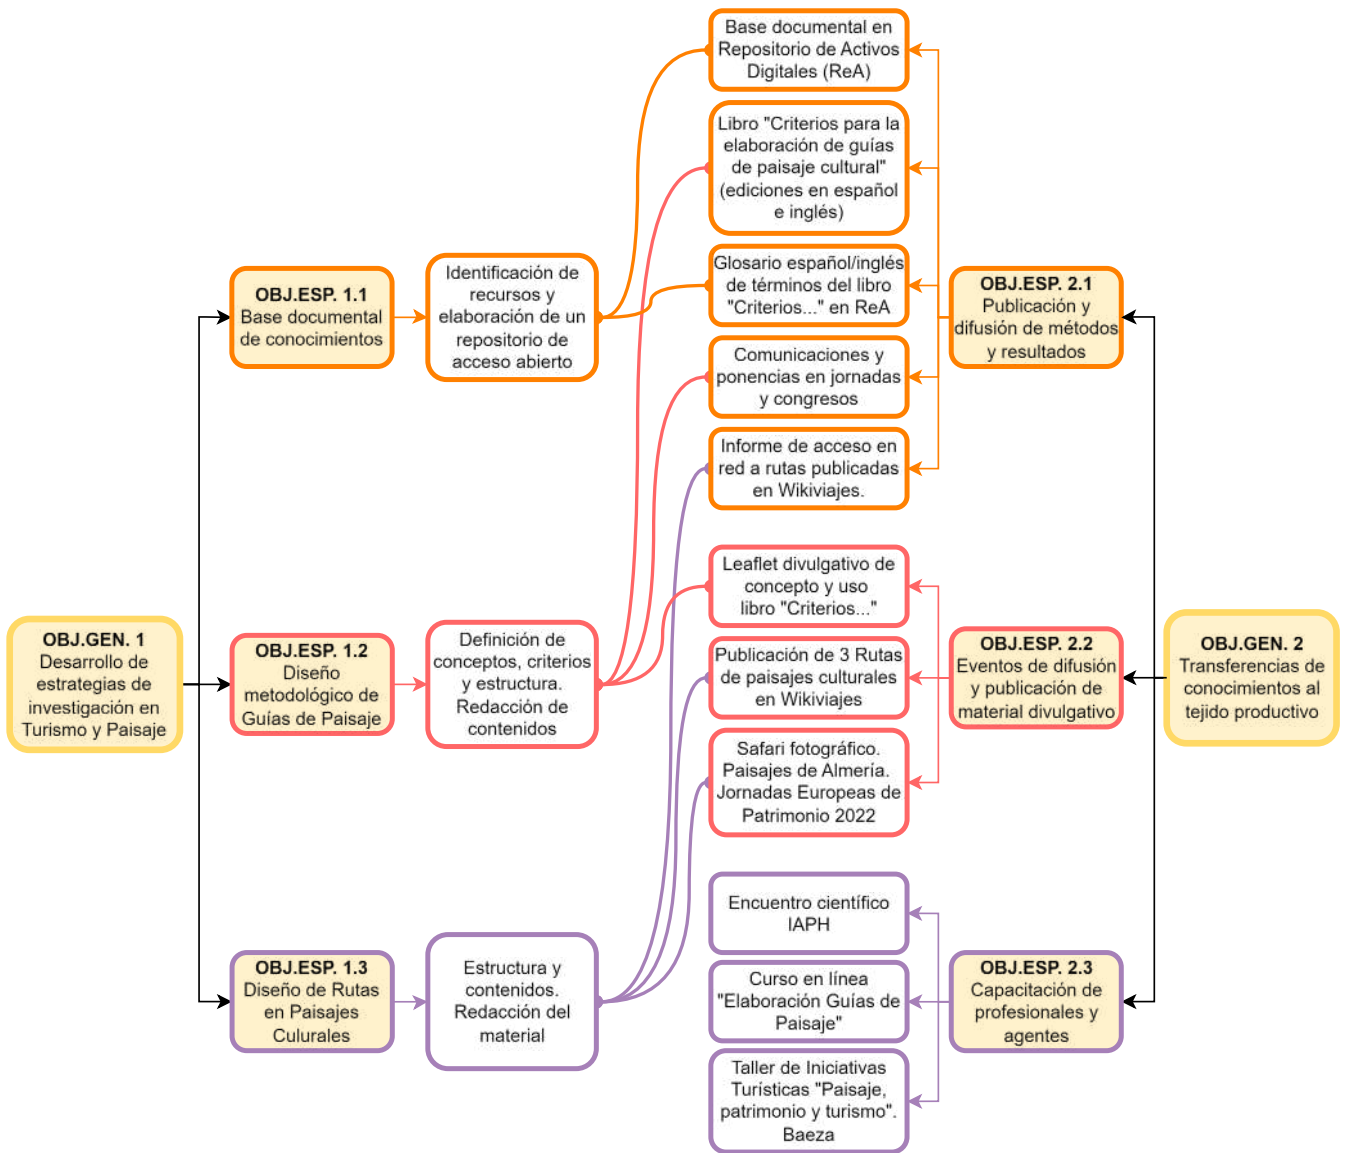 OBJ.GEN. 1
Desarrollo de
estrategias de
investigación en
Turismo y Paisaje
OBJ.ESP. 1.1
Base documental
de conocimientos
Identificación de
recursos y
elaboración de un
repositorio de
acceso abierto
OBJ.ESP. 1.2
Diseño
metodológico de
Guías de Paisaje
Definición de
conceptos, criterios
y estructura.
Redacción de
contenidos
OBJ.ESP. 1.3
Diseño de Rutas
en Paisajes
Culurales
Estructura y
contenidos.
Redacción del
material
Base documental en
Repositorio de Activos
Digitales (ReA)
Libro "Criterios para la
elaboración de guías
de paisaje cultural"
(ediciones en español
e inglés)
Glosario español/inglés
de términos del libro
"Criterios..." en ReA
Comunicaciones y
ponencias en jornadas
y congresos
Informe de acceso en
red a rutas publicadas
en Wikiviajes.
Leaflet divulgativo de
concepto y uso
libro "Criterios..."
Publicación de 3 Rutas
de paisajes culturales
en Wikiviajes
Safari fotográfico.
Paisajes de Almería.
Jornadas Europeas de
Patrimonio 2022
Encuentro científico
IAPH
Curso en línea
"Elaboración Guías de
Paisaje"
Taller de Iniciativas
Turísticas "Paisaje,
patrimonio y turismo".
Baeza
OBJ.ESP. 2.1
Publicación y
difusión de métodos
y resultados
OBJ.ESP. 2.2
Eventos de difusión
y publicación de
material divulgativo
OBJ.ESP. 2.3
Capacitación de
profesionales y
agentes
OBJ.GEN. 2
Transferencias de
conocimientos al
tejido productivo